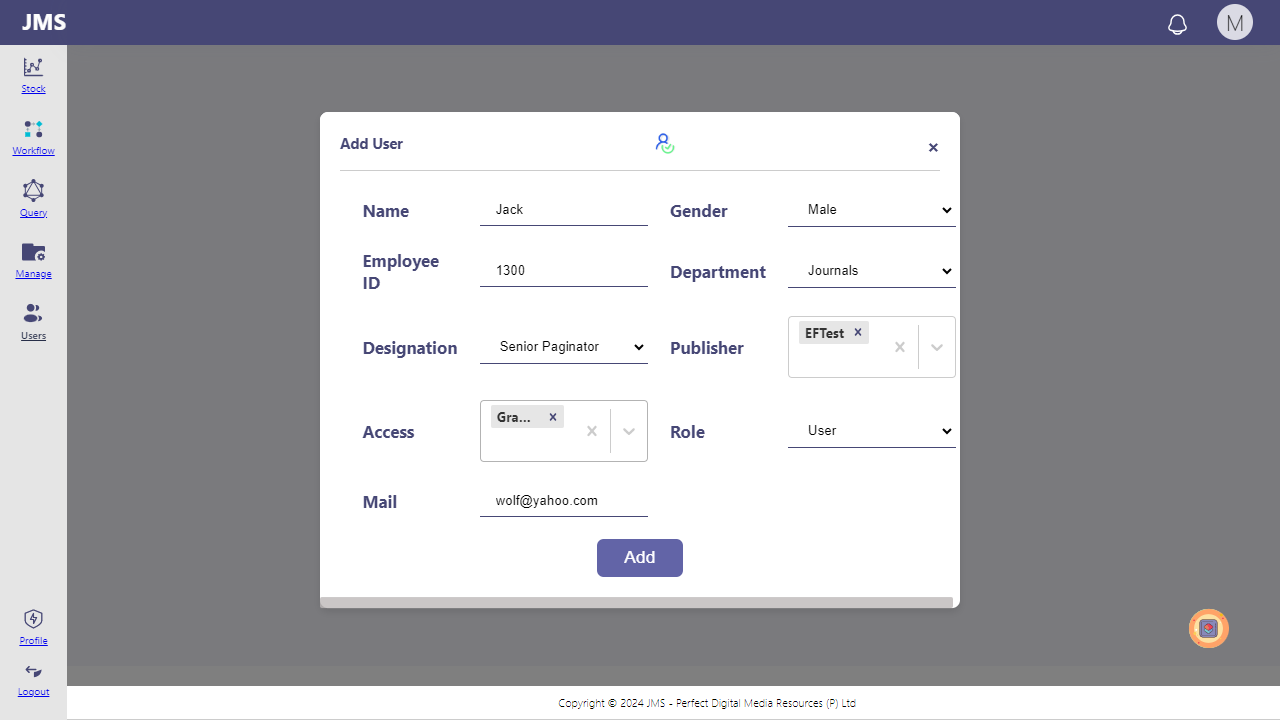 JMS
M
Stock
Workflow
Query
Manage
Users
Profile
Logout
Add User
×
Name
Jack
Gender
Male
Employee
ID
1300
Department
Journals
Designation
Senior Paginator
Publisher
EFTest
Access
Gra...
Role
User
Mail
wolf@yahoo.com
Add
Copyright © 2024 JMS - Perfect Digital Media Resources (P) Ltd